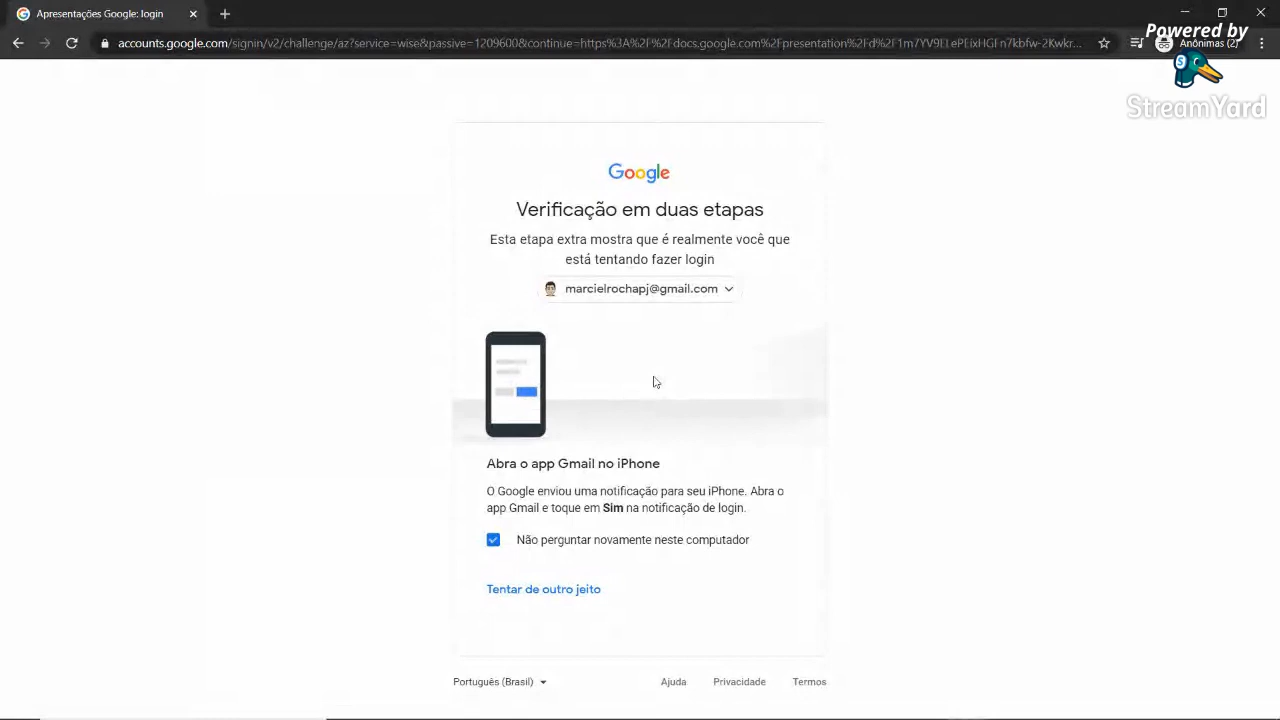 Apresentações Google: login
Powered by
accounts.google.com/signin/v2/challenge/az?service=wise&passive=1209600&continue=https%3A%2F%2Fdocs.google.com%2Fpresentation%2Fd%2F1m7YV9ELePEixHGFn7kbfw-2Kwkr...
Anônimas (2)
StreamYard
Google
Verificação em duas etapas
Esta etapa extra mostra que é realmente você que
está tentando fazer login
marcielrochapj@gmail.com
Abra o app Gmail no iPhone
O Google enviou uma notificação para seu iPhone. Abra o
app Gmail e toque em Sim na notificação de login.
Não perguntar novamente neste computador
Tentar de outro jeito
Português (Brasil)
Ajuda Privacidade Termos